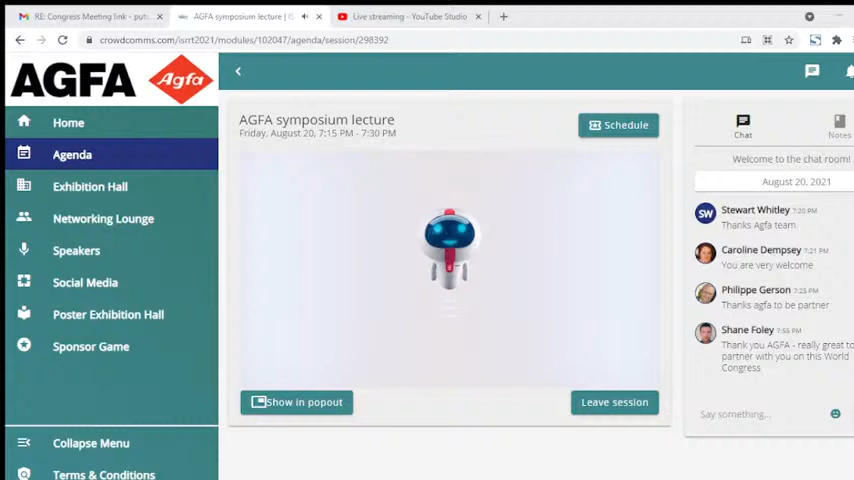 RE: Congress Meeting link - put
AGFA symposium lecture | IS
Live streaming - YouTube Studio
crowdcomms.com/isrrt2021/modules/102047/agenda/session/298392
AGFA
Agfa
Home
Agenda
Exhibition Hall
Networking Lounge
Speakers
Social Media
Poster Exhibition Hall
Sponsor Game
Collapse Menu
Terms & Conditions
AGFA symposium lecture
Friday, August 20, 7:15 PM - 7:30 PM
Schedule
Show in popout
Leave session
Chat
Notes
Welcome to the chat room!
August 20, 2021
SW
Stewart Whitley 7:20 PM
Thanks Agfa team.
Caroline Dempsey 7:21 PM
You are very welcome
Philippe Gerson 7:25 PM
Thanks agfa to be partner
Shane Foley 7:55 PM
Thank you AGFA - really great to
partner with you on this World
Congress
Say something...